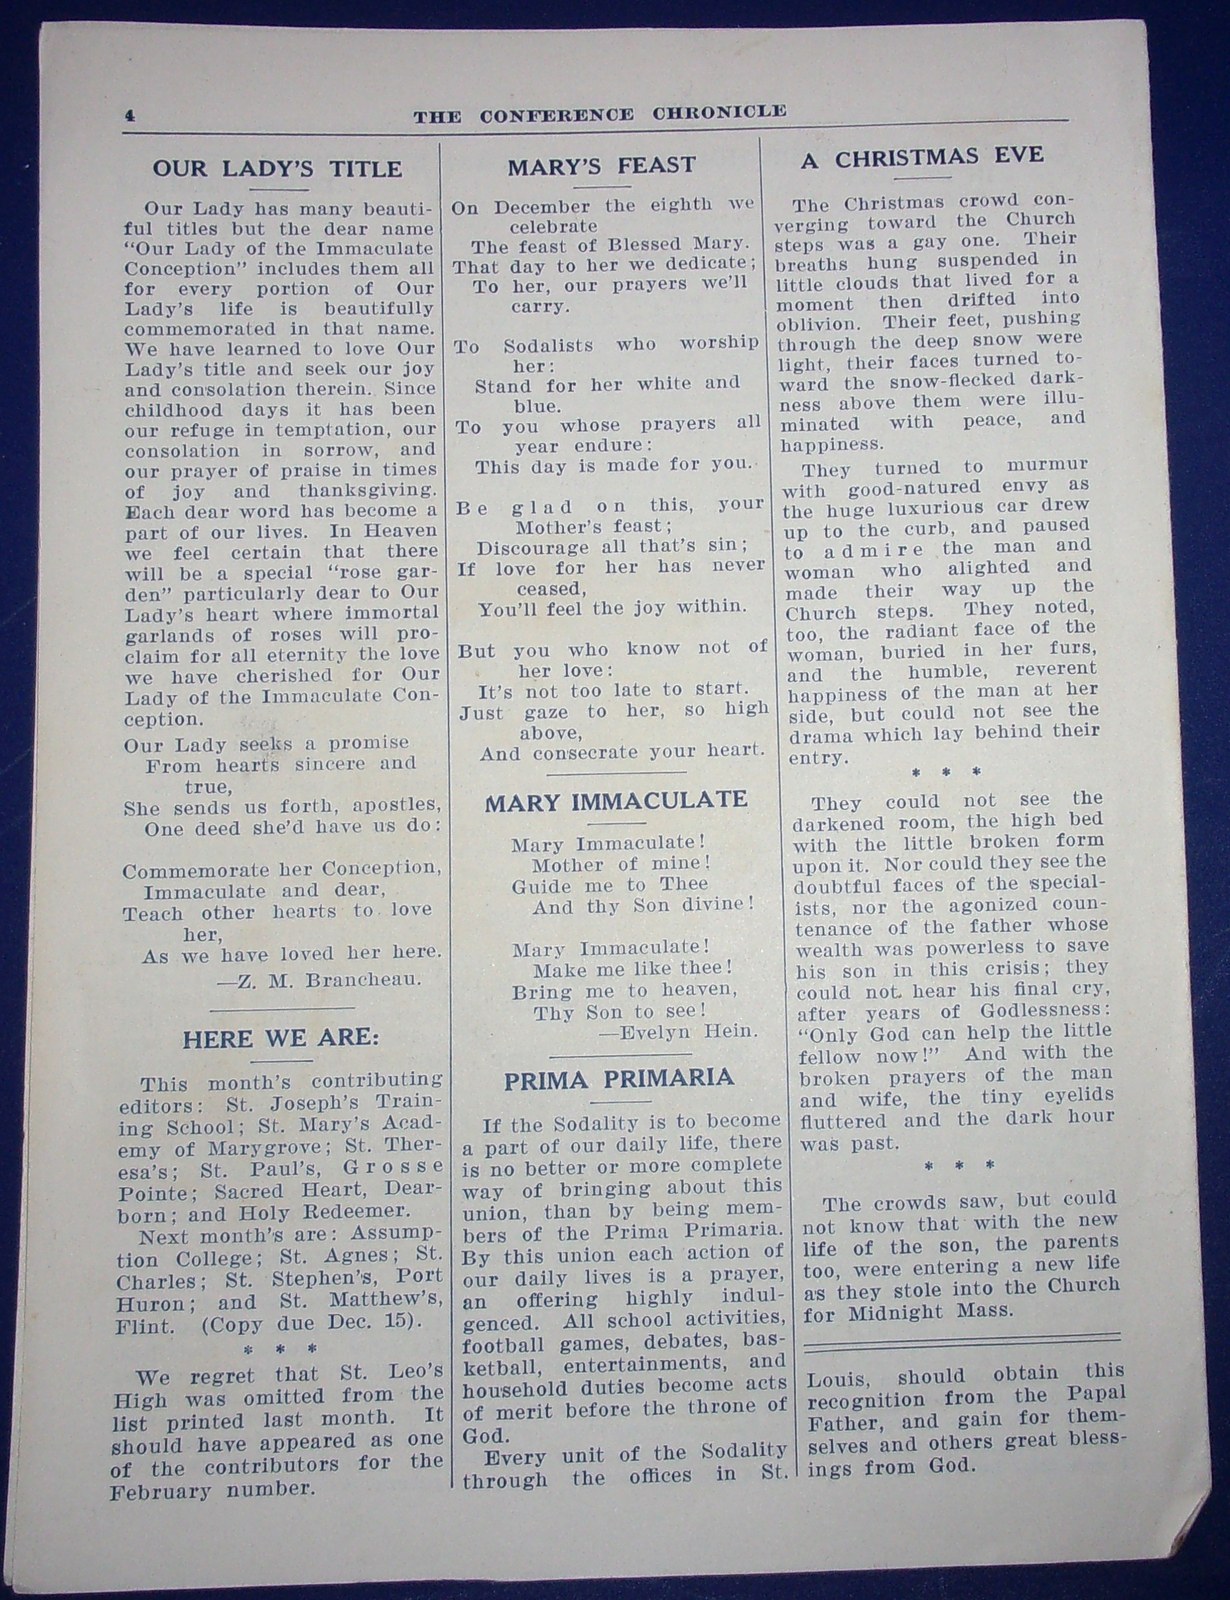 4
THE CONFERENCE CHRONICLE
OUR LADY'S TITLE
Our Lady has many beauti-
ful titles but the dear name
"Our Lady of the Immaculate
Conception" includes them all
for every portion of Our
Lady's life is beautifully
commemorated in that name.
We have learned to love Our
Lady's title and seek our joy
and consolation therein. Since
childhood days it has been
our refuge in temptation, our
consolation in sorrow, and
our prayer of praise in times
of joy and thanksgiving.
Each dear word has become a
part of our lives. In Heaven
we feel certain that there
will be a special "rose gar-
den" particularly dear to Our
Lady's heart where immortal
garlands of roses will pro-
claim for all eternity the love
we have cherished for Our
Lady of the Immaculate Con-
ception.
Our Lady seeks a promise
From hearts sincere and
true,
She sends us forth, apostles,
One deed she'd have us do:
Commemorate her Conception,
Immaculate and dear,
Teach other hearts to love
her,
As we have loved her here.
—Z. M. Brancheau.
HERE WE ARE:
This month's contributing
editors: St. Joseph's Train-
ing School; St. Mary's Acad-
emy of Marygrove; St. Ther-
esa's; St. Paul's, Grosse
Pointe; Sacred Heart, Dear-
born; and Holy Redeemer.
Next month's are: Assump-
tion College; St. Agnes; St.
Charles; St. Stephen's, Port
Huron; and St. Matthew's,
Flint. (Copy due Dec. 15).
* * *
We regret that St. Leo's
High was omitted from the
list printed last month. It
should have appeared as one
of the contributors for the
February number.
MARY'S FEAST
On December the eighth we
celebrate
The feast of Blessed Mary.
That day to her we dedicate;
To her, our prayers we'll
carry.
To Sodalists who worship
her:
Stand for her white and
blue.
To you whose prayers all
year endure:
This day is made for you.
Be glad on this, your
Mother's feast;
Discourage all that's sin;
If love for her has never
ceased,
You'll feel the joy within.
But you who know not of
her love:
It's not too late to start.
Just gaze to her, so high
above,
And consecrate your heart.
MARY IMMACULATE
Mary Immaculate!
Mother of mine!
Guide me to Thee
And thy Son divine!
Mary Immaculate!
Make me like thee!
Bring me to heaven,
Thy Son to see!
—Evelyn Hein.
PRIMA PRIMARIA
If the Sodality is to become
a part of our daily life, there
is no better or more complete
way of bringing about this
union, than by being mem-
bers of the Prima Primaria.
By this union each action of
our daily lives is a prayer,
an offering highly indul-
genced. All school activities,
football games, debates, bas-
ketball, entertainments, and
household duties become acts
of merit before the throne of
God.
Every unit of the Sodality
through the offices in St.
A CHRISTMAS EVE
The Christmas crowd con-
verging toward the Church
steps was a gay one. Their
breaths hung suspended in
little clouds that lived for a
moment then drifted into
oblivion. Their feet, pushing
through the deep snow were
light, their faces turned to-
ward the snow-flecked dark-
ness above them were illu-
minated with peace, and
happiness.
They turned to murmur
with good-natured envy as
the huge luxurious car drew
up to the curb, and paused
to admire the man and
woman who alighted and
made their way up the
Church steps. They noted,
too, the radiant face of the
woman, buried in her furs,
and the humble, reverent
happiness of the man at her
side, but could not see the
drama which lay behind their
entry.
* * *
They could not see the
darkened room, the high bed
with the little broken form
upon it. Nor could they see the
doubtful faces of the special-
ists, nor the agonized coun-
tenance of the father whose
wealth was powerless to save
his son in this crisis; they
could not hear his final cry,
after years of Godlessness:
"Only God can help the little
fellow now!" And with the
broken prayers of the man
and wife, the tiny eyelids
fluttered and the dark hour
was past.
* * *
The crowds saw, but could
not know that with the new
life of the son, the parents
too, were entering a new life
as they stole into the Church
for Midnight Mass.
Louis, should obtain this
recognition from the Papal
Father, and gain for them-
selves and others great bless-
ings from God.